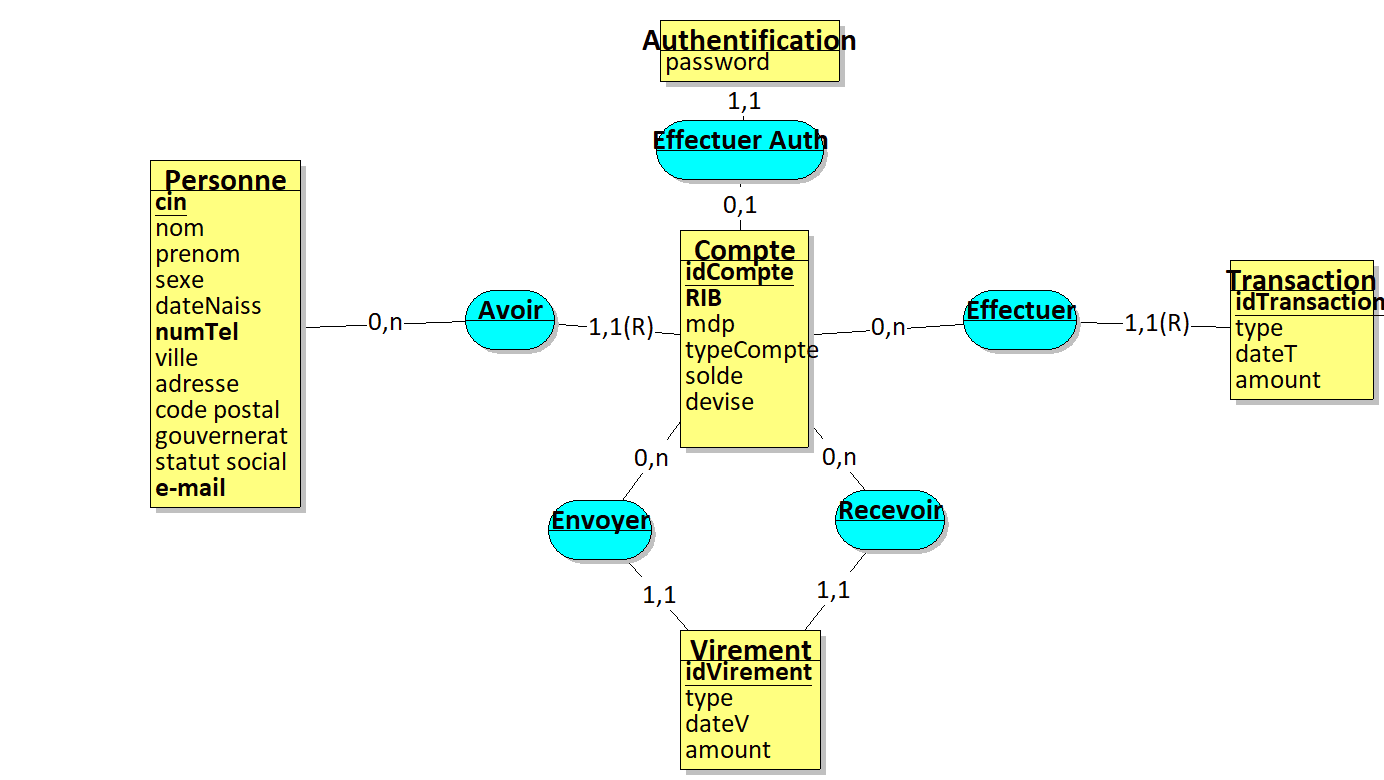 Authentification
password
1,1
Effectuer Auth
0,1
Personne
cin
nom
prenom
sexe
dateNaiss
numTel
ville
adresse
code postal
gouvernerat
statut social
e-mail
0,n
Avoir
1,1(R)
Compte
idCompte
RIB
mdp
typeCompte
solde
devise
0,n
Effectuer
1,1(R)
Transaction
idTransaction
type
dateT
amount
0,n
0,n
Envoyer
Recevoir
1,1
1,1
Virement
idVirement
type
dateV
amount